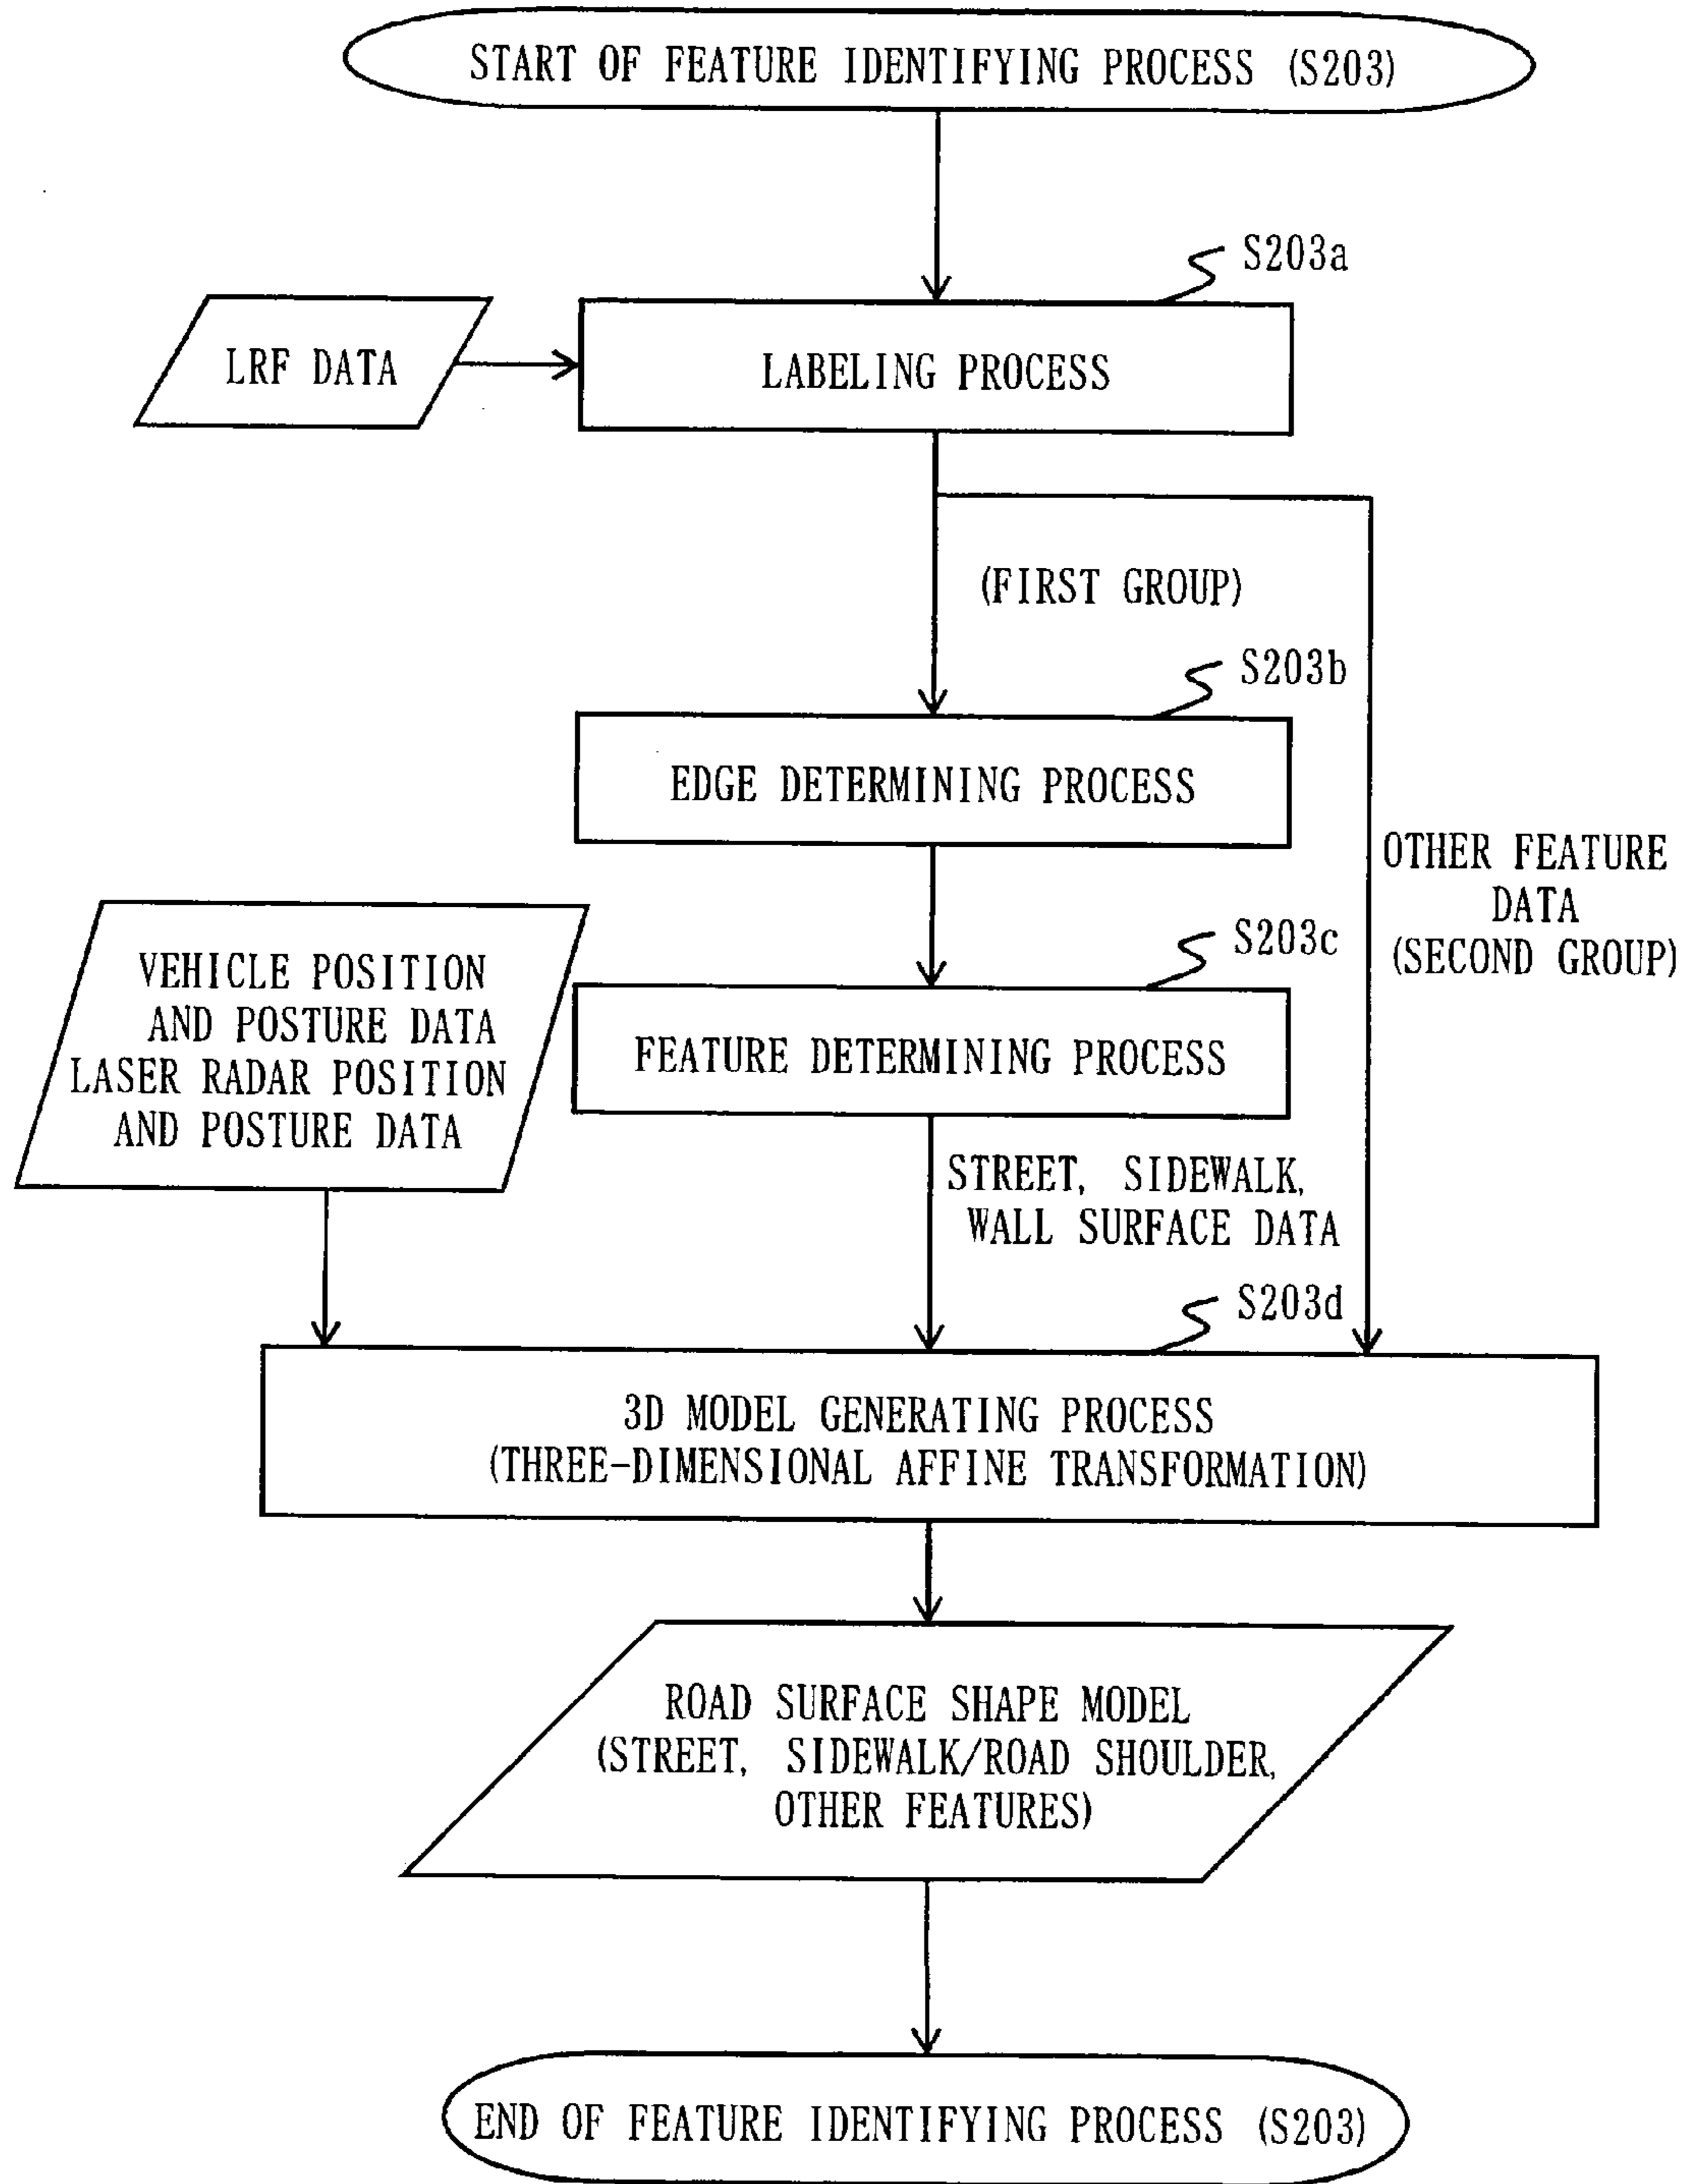 START OF FEATURE IDENTIFYING PROCESS (S203)
S203a
LRF DATA
LABELING PROCESS
(FIRST GROUP)
S203b
EDGE DETERMINING PROCESS
OTHER FEATURE
DATA
(SECOND GROUP)
S203c
VEHICLE POSITION
AND POSTURE DATA
LASER RADAR POSITION
AND POSTURE DATA
FEATURE DETERMINING PROCESS
STREET, SIDEWALK,
WALL SURFACE DATA
S203d
3D MODEL GENERATING PROCESS
(THREE-DIMENSIONAL AFFINE TRANSFORMATION)
ROAD SURFACE SHAPE MODEL
(STREET, SIDEWALK/ROAD SHOULDER,
OTHER FEATURES)
END OF FEATURE IDENTIFYING PROCESS (S203)